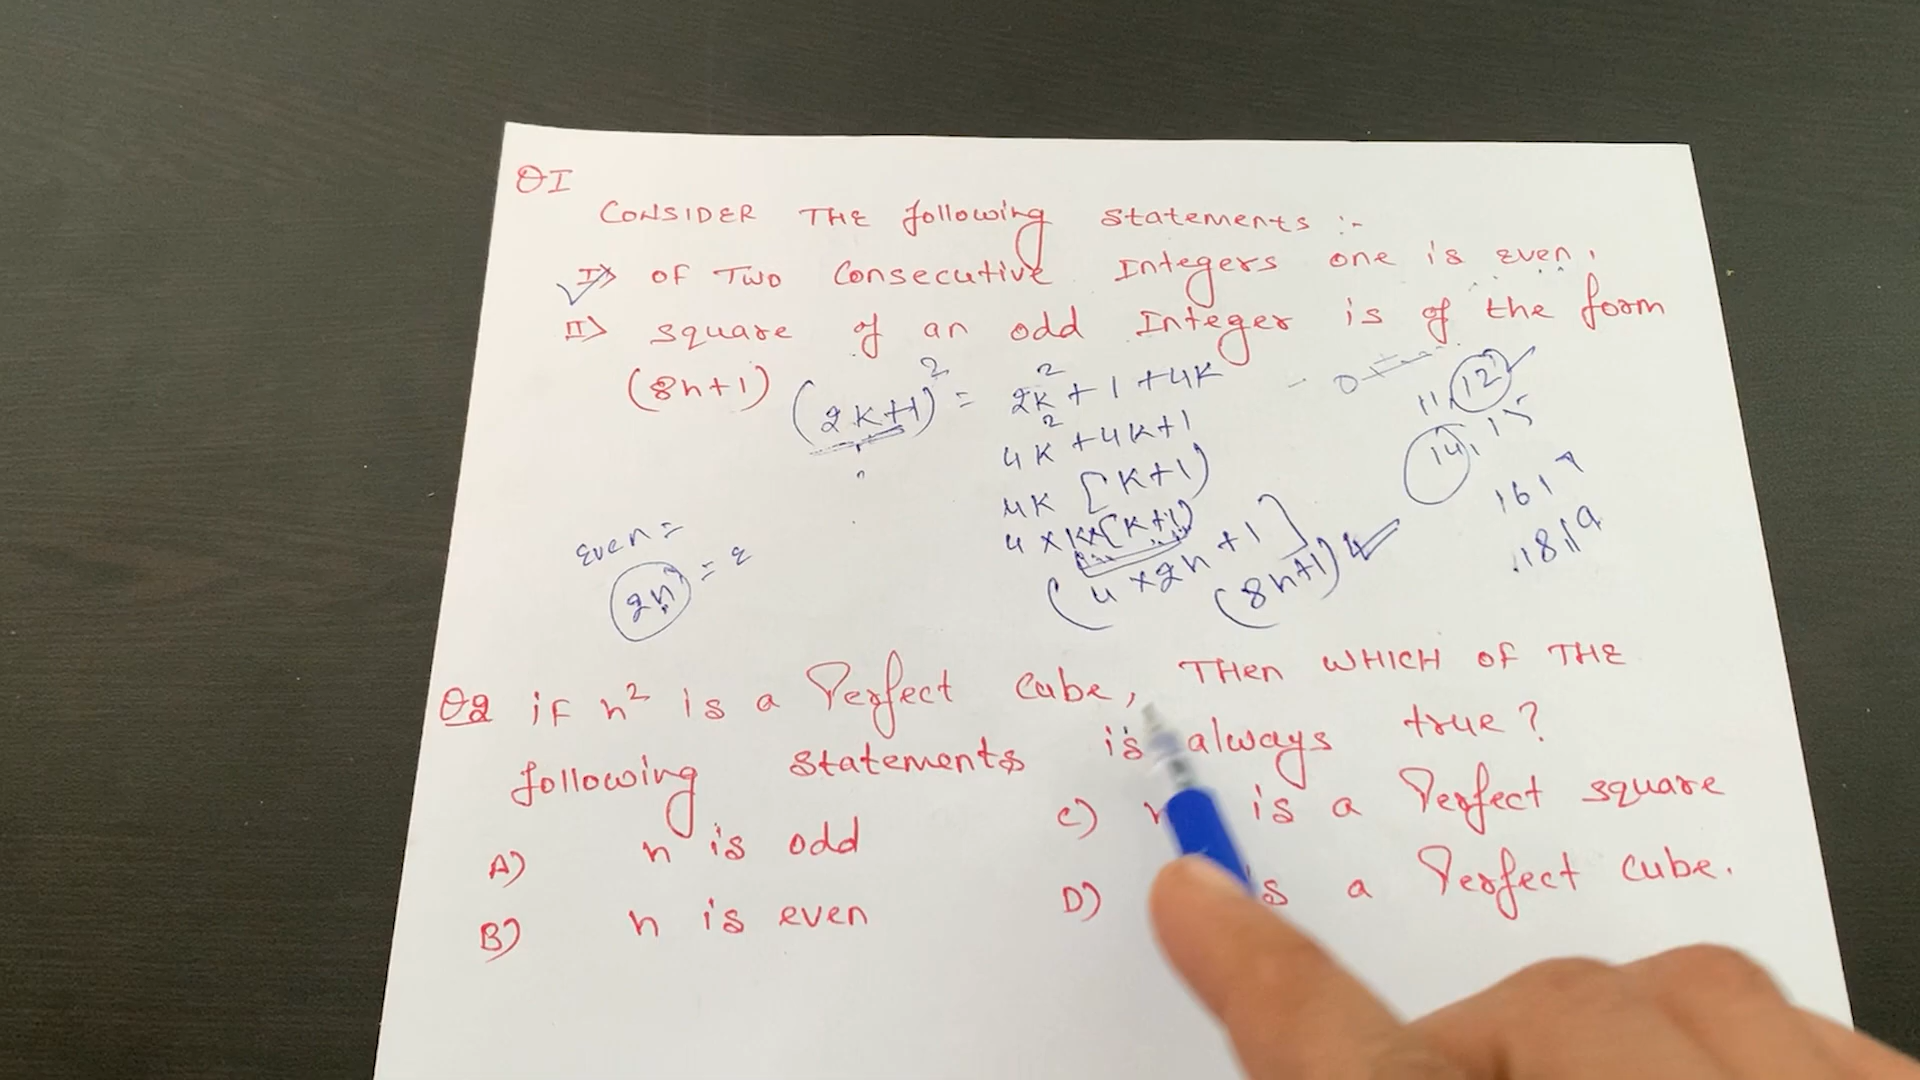 QI
CONSIDER THE following statements :-
I) OF TWO Consecutive Integers one is even.
II) square of an odd Integer is of the form
(8n+1) (2k+1)² = 2k² + 1 + 4k
4k² + 4k+1
4k [k+1)
4 × k×[k+1)
(4 ×2n +1]
(8n+1)
11, 12
14, 15
16 17
18, 19
even =
2n = ε
Q2 iF n² is a Perfect cube, THEN WHICH OF THE
following statements is always true?
A) n is odd
B) n is even
C) is a Perfect square
D) a Perfect cube.